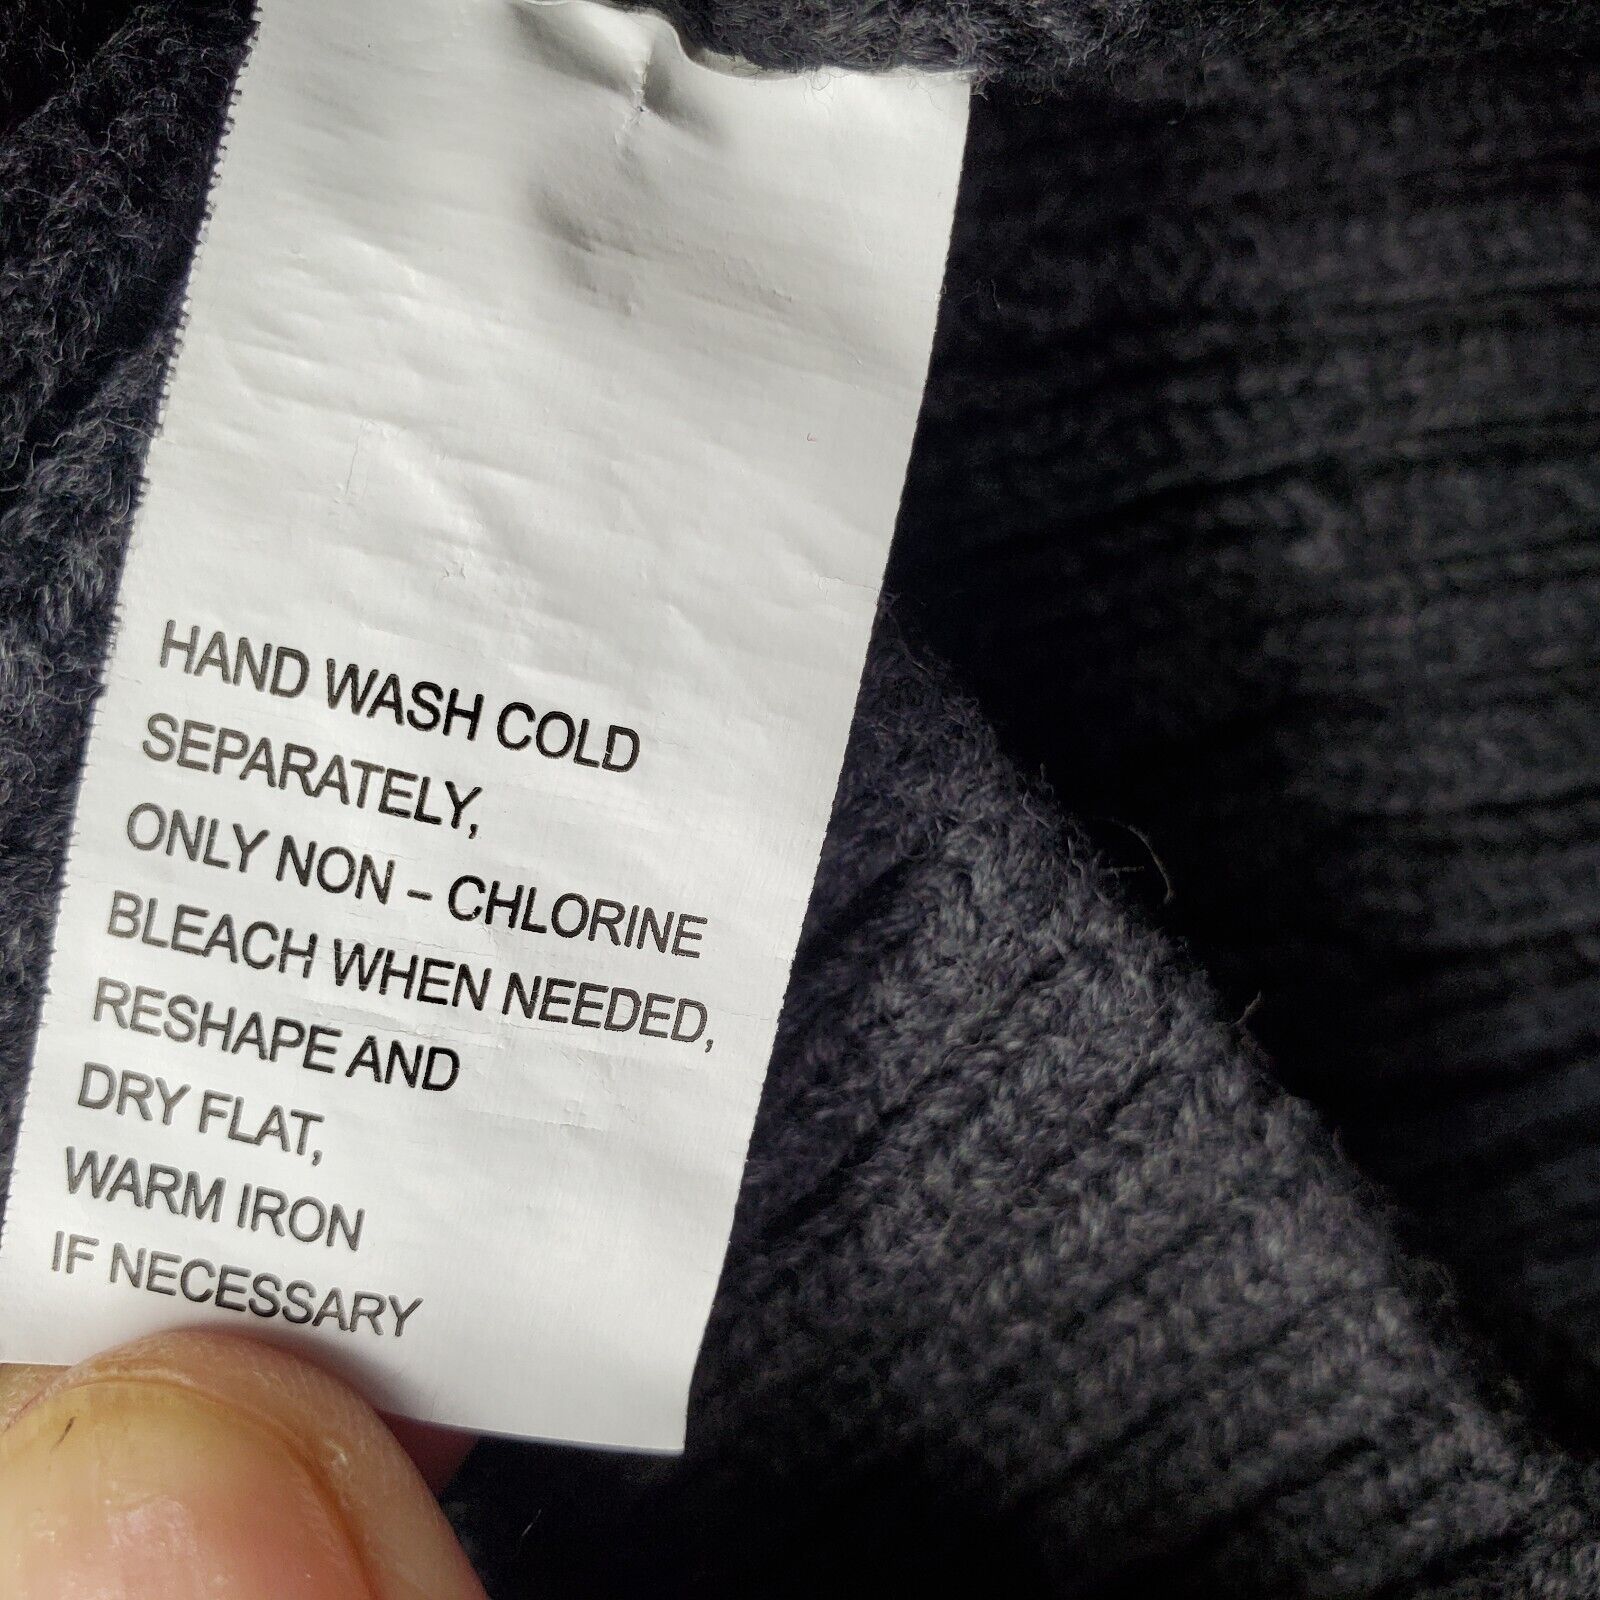 HAND WASH COLD
SEPARATELY,
ONLY NON – CHLORINE
BLEACH WHEN NEEDED,
RESHAPE AND
DRY FLAT,
WARM IRON
IF NECESSARY